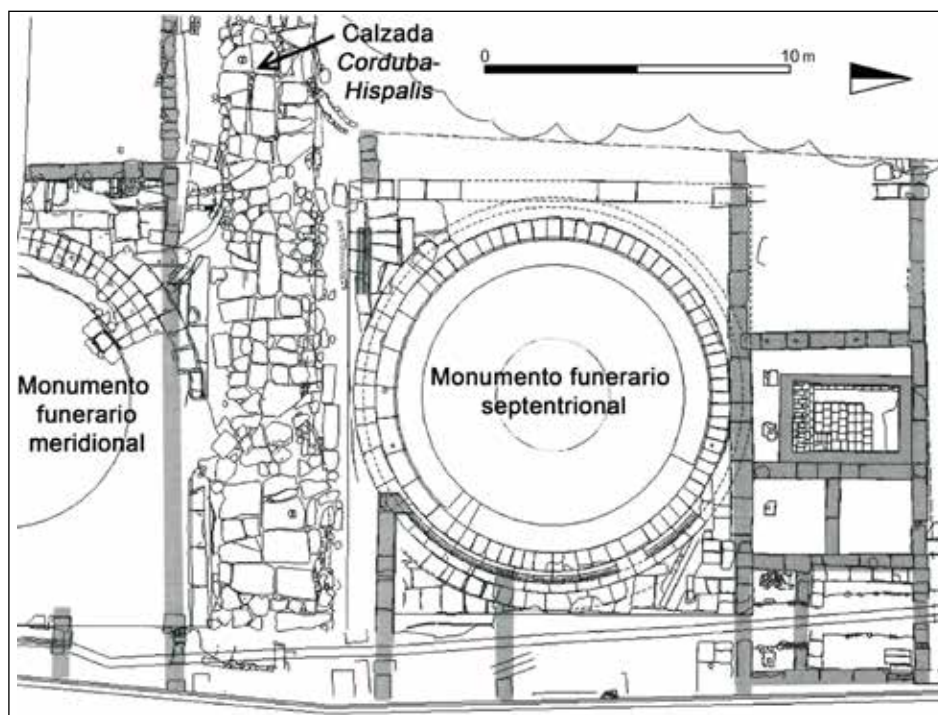 Calzada
Corduba-
Hispalis
0
10 m
Monumento
funerario
meridional
Monumento funerario
septentrional